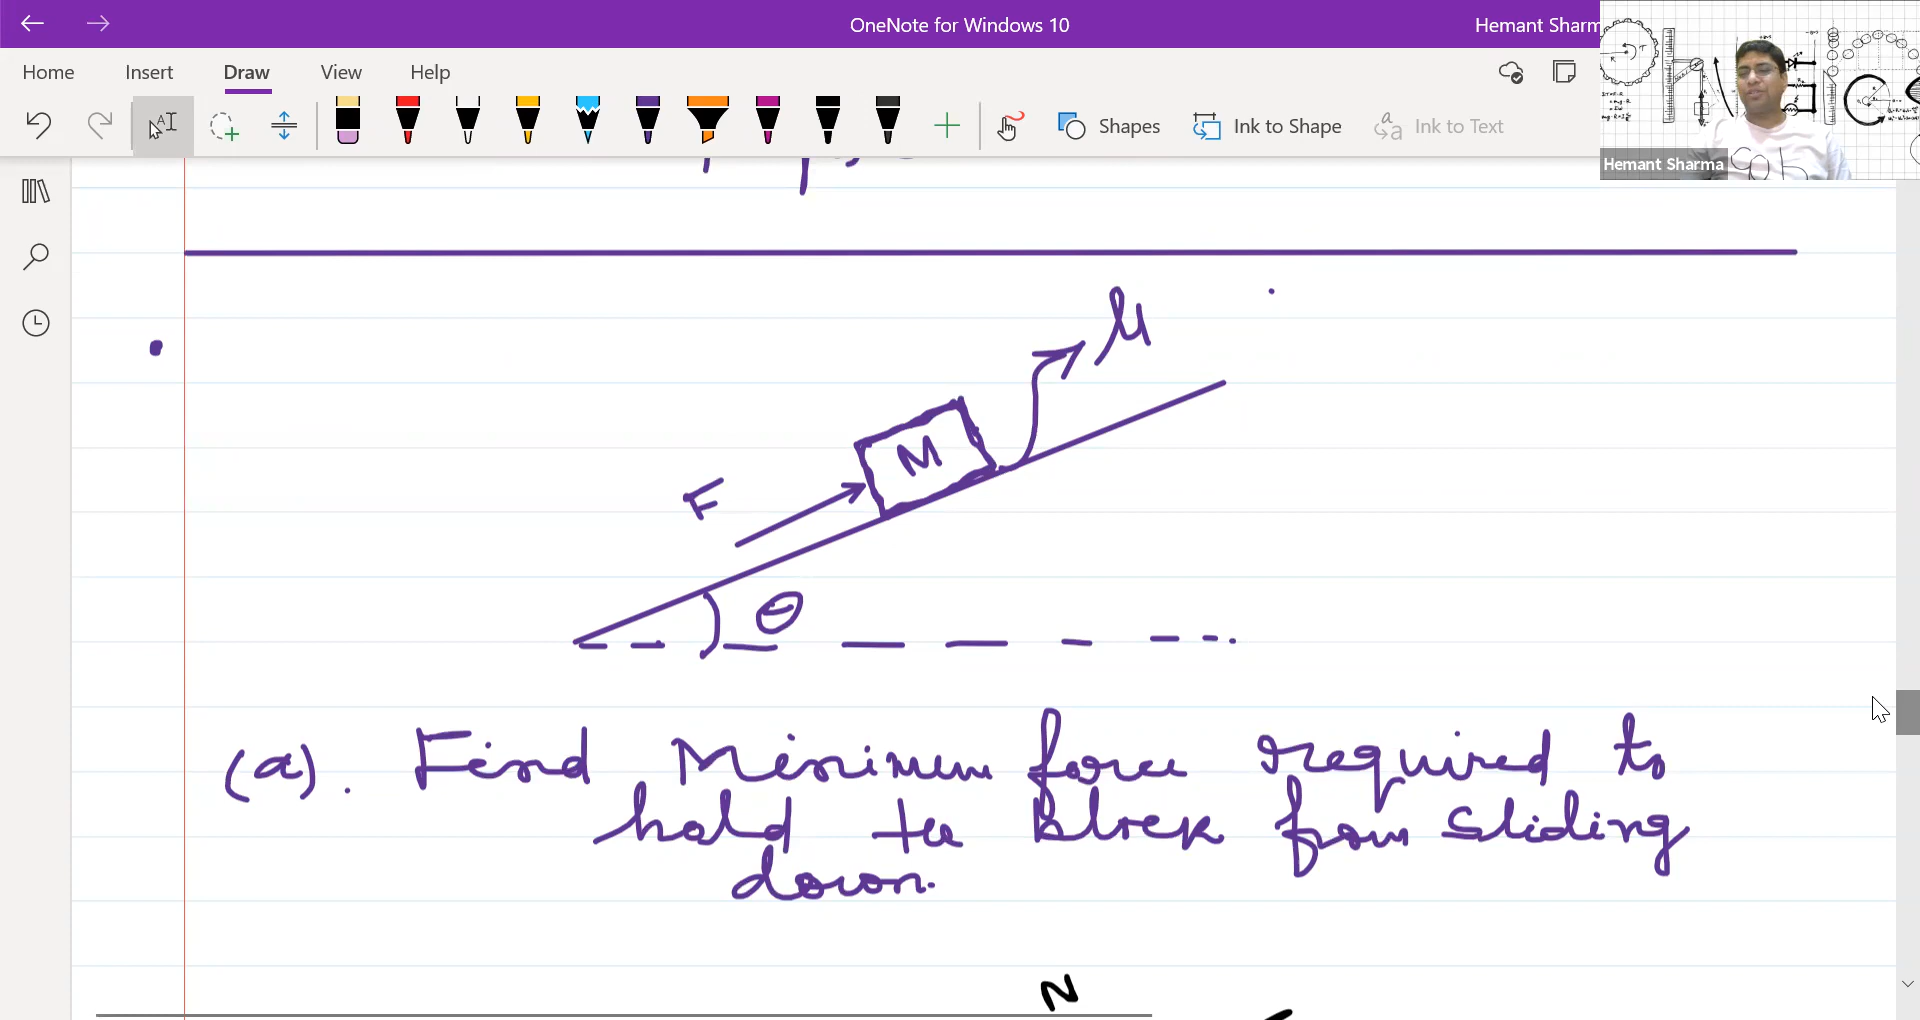 OneNote for Windows 10
Hemant Sharm
Home Insert Draw View Help
Shapes Ink to Shape Ink to Text
Hemant Sharma
μ
M
F
θ
(a). Find Minimum force required to
hold the block from sliding
down.
N